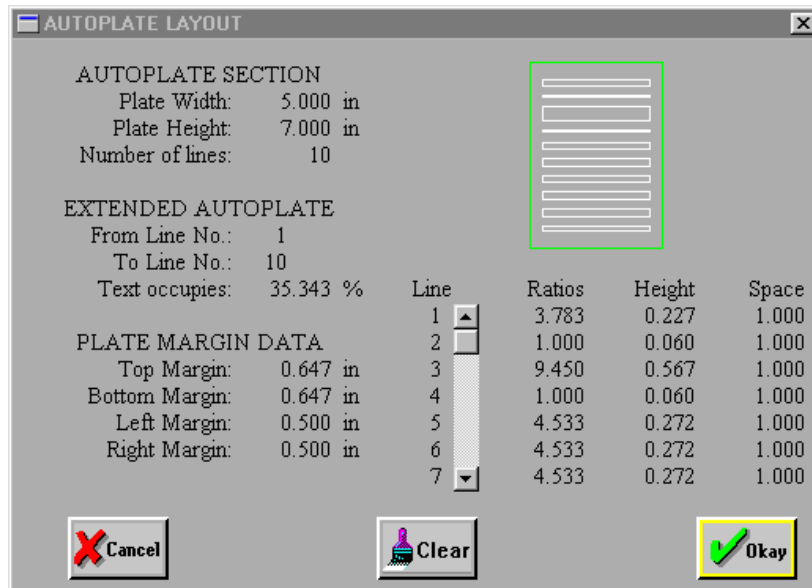 AUTOPLATE LAYOUT
AUTOPLATE SECTION
Plate Width: 5.000 in
Plate Height: 7.000 in
Number of lines: 10
EXTENDED AUTOPLATE
From Line No.: 1
To Line No.: 10
Text occupies: 35.343 %
PLATE MARGIN DATA
Top Margin: 0.647 in
Bottom Margin: 0.647 in
Left Margin: 0.500 in
Right Margin: 0.500 in
Line Ratios Height Space
1 3.783 0.227 1.000
2 1.000 0.060 1.000
3 9.450 0.567 1.000
4 1.000 0.060 1.000
5 4.533 0.272 1.000
6 4.533 0.272 1.000
7 4.533 0.272 1.000
Cancel
Clear
Okay